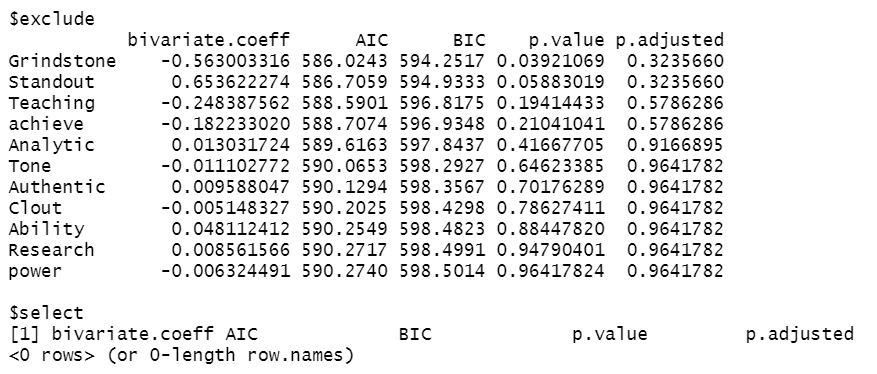 $exclude
bivariate.coeff AIC BIC p.value p.adjusted
Grindstone -0.563003316 586.0243 594.2517 0.03921069 0.3235660
Standout 0.653622274 586.7059 594.9333 0.05883019 0.3235660
Teaching -0.248387562 588.5901 596.8175 0.19414433 0.5786286
achieve -0.182233020 588.7074 596.9348 0.21041041 0.5786286
Analytic 0.013031724 589.6163 597.8437 0.41667705 0.9166895
Tone -0.011102772 590.0653 598.2927 0.64623385 0.9641782
Authentic 0.009588047 590.1294 598.3567 0.70176289 0.9641782
Clout -0.005148327 590.2025 598.4298 0.78627411 0.9641782
Ability 0.048112412 590.2549 598.4823 0.88447820 0.9641782
Research 0.008561566 590.2717 598.4991 0.94790401 0.9641782
power -0.006324491 590.2740 598.5014 0.96417824 0.9641782
$select
[1] bivariate.coeff AIC BIC p.value p.adjusted
<0 rows> (or 0-length row.names)